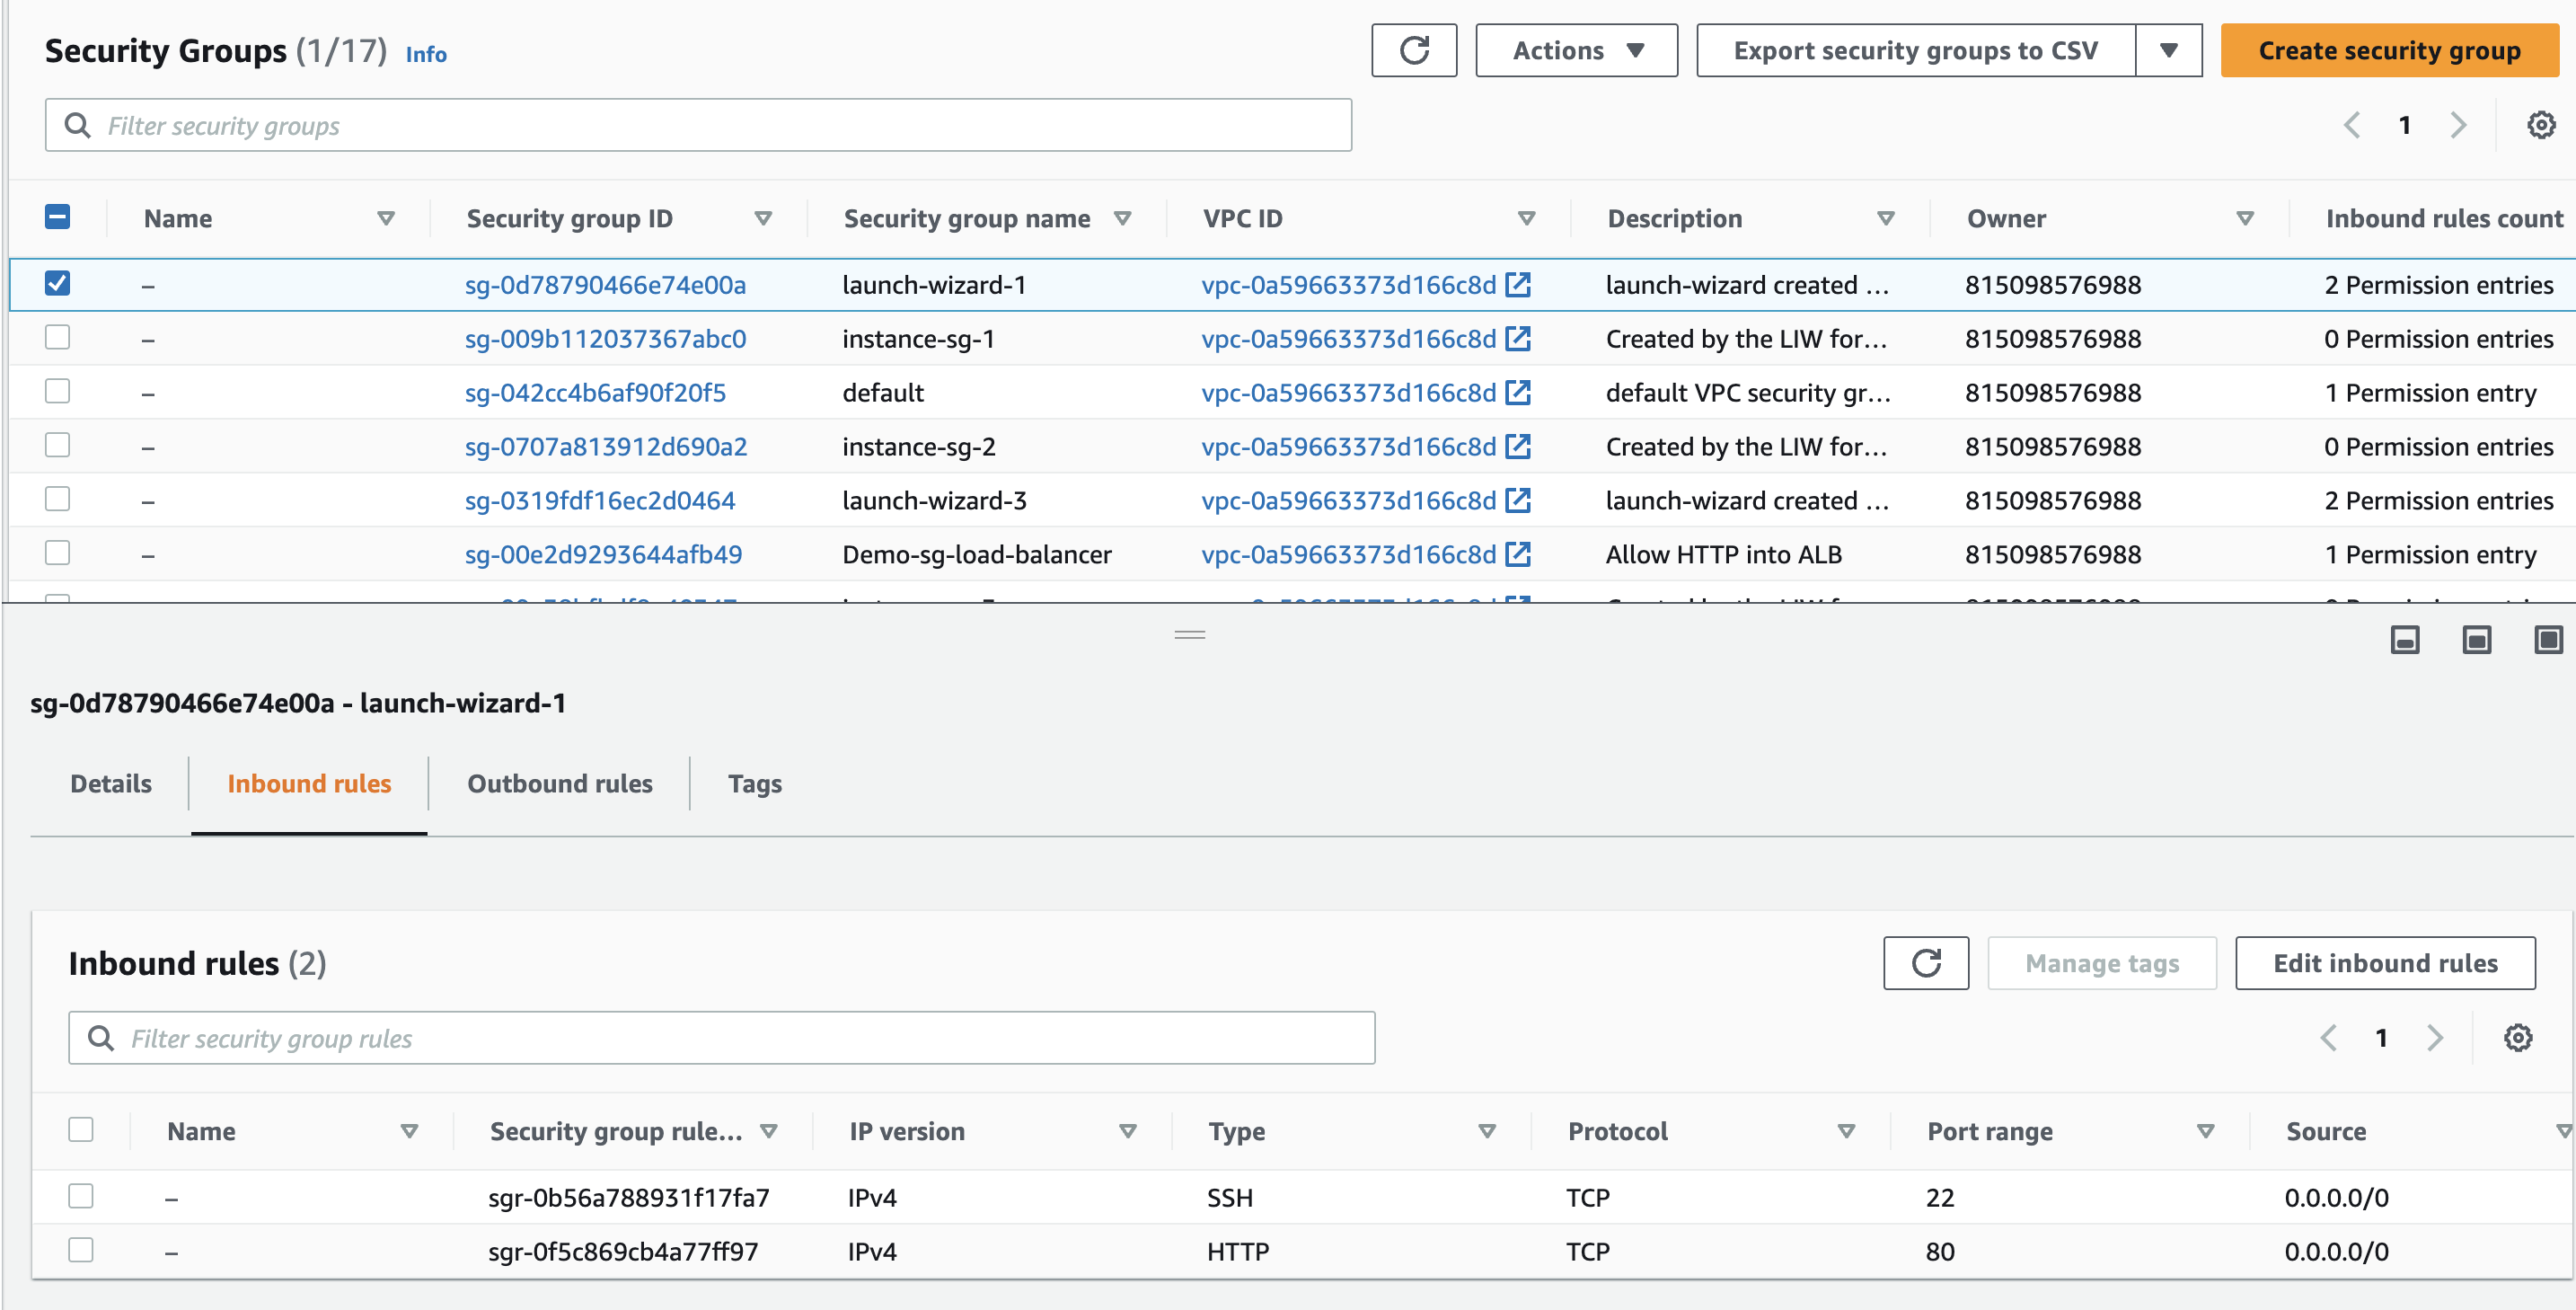 Security Groups (1/17) Info
Actions
Export security groups to CSV
Create security group
Filter security groups
1
Name Security group ID Security group name VPC ID Description Owner Inbound rules count
– sg-0d78790466e74e00a launch-wizard-1 vpc-0a59663373d166c8d launch-wizard created ... 815098576988 2 Permission entries
– sg-009b112037367abc0 instance-sg-1 vpc-0a59663373d166c8d Created by the LIW for... 815098576988 0 Permission entries
– sg-042cc4b6af90f20f5 default vpc-0a59663373d166c8d default VPC security gr... 815098576988 1 Permission entry
– sg-0707a813912d690a2 instance-sg-2 vpc-0a59663373d166c8d Created by the LIW for... 815098576988 0 Permission entries
– sg-0319fdf16ec2d0464 launch-wizard-3 vpc-0a59663373d166c8d launch-wizard created ... 815098576988 2 Permission entries
– sg-00e2d9293644afb49 Demo-sg-load-balancer vpc-0a59663373d166c8d Allow HTTP into ALB 815098576988 1 Permission entry
sg-0d78790466e74e00a - launch-wizard-1
Details Inbound rules Outbound rules Tags
Inbound rules (2)
Manage tags
Edit inbound rules
Filter security group rules
1
Name Security group rule... IP version Type Protocol Port range Source
– sgr-0b56a788931f17fa7 IPv4 SSH TCP 22 0.0.0.0/0
– sgr-0f5c869cb4a77ff97 IPv4 HTTP TCP 80 0.0.0.0/0